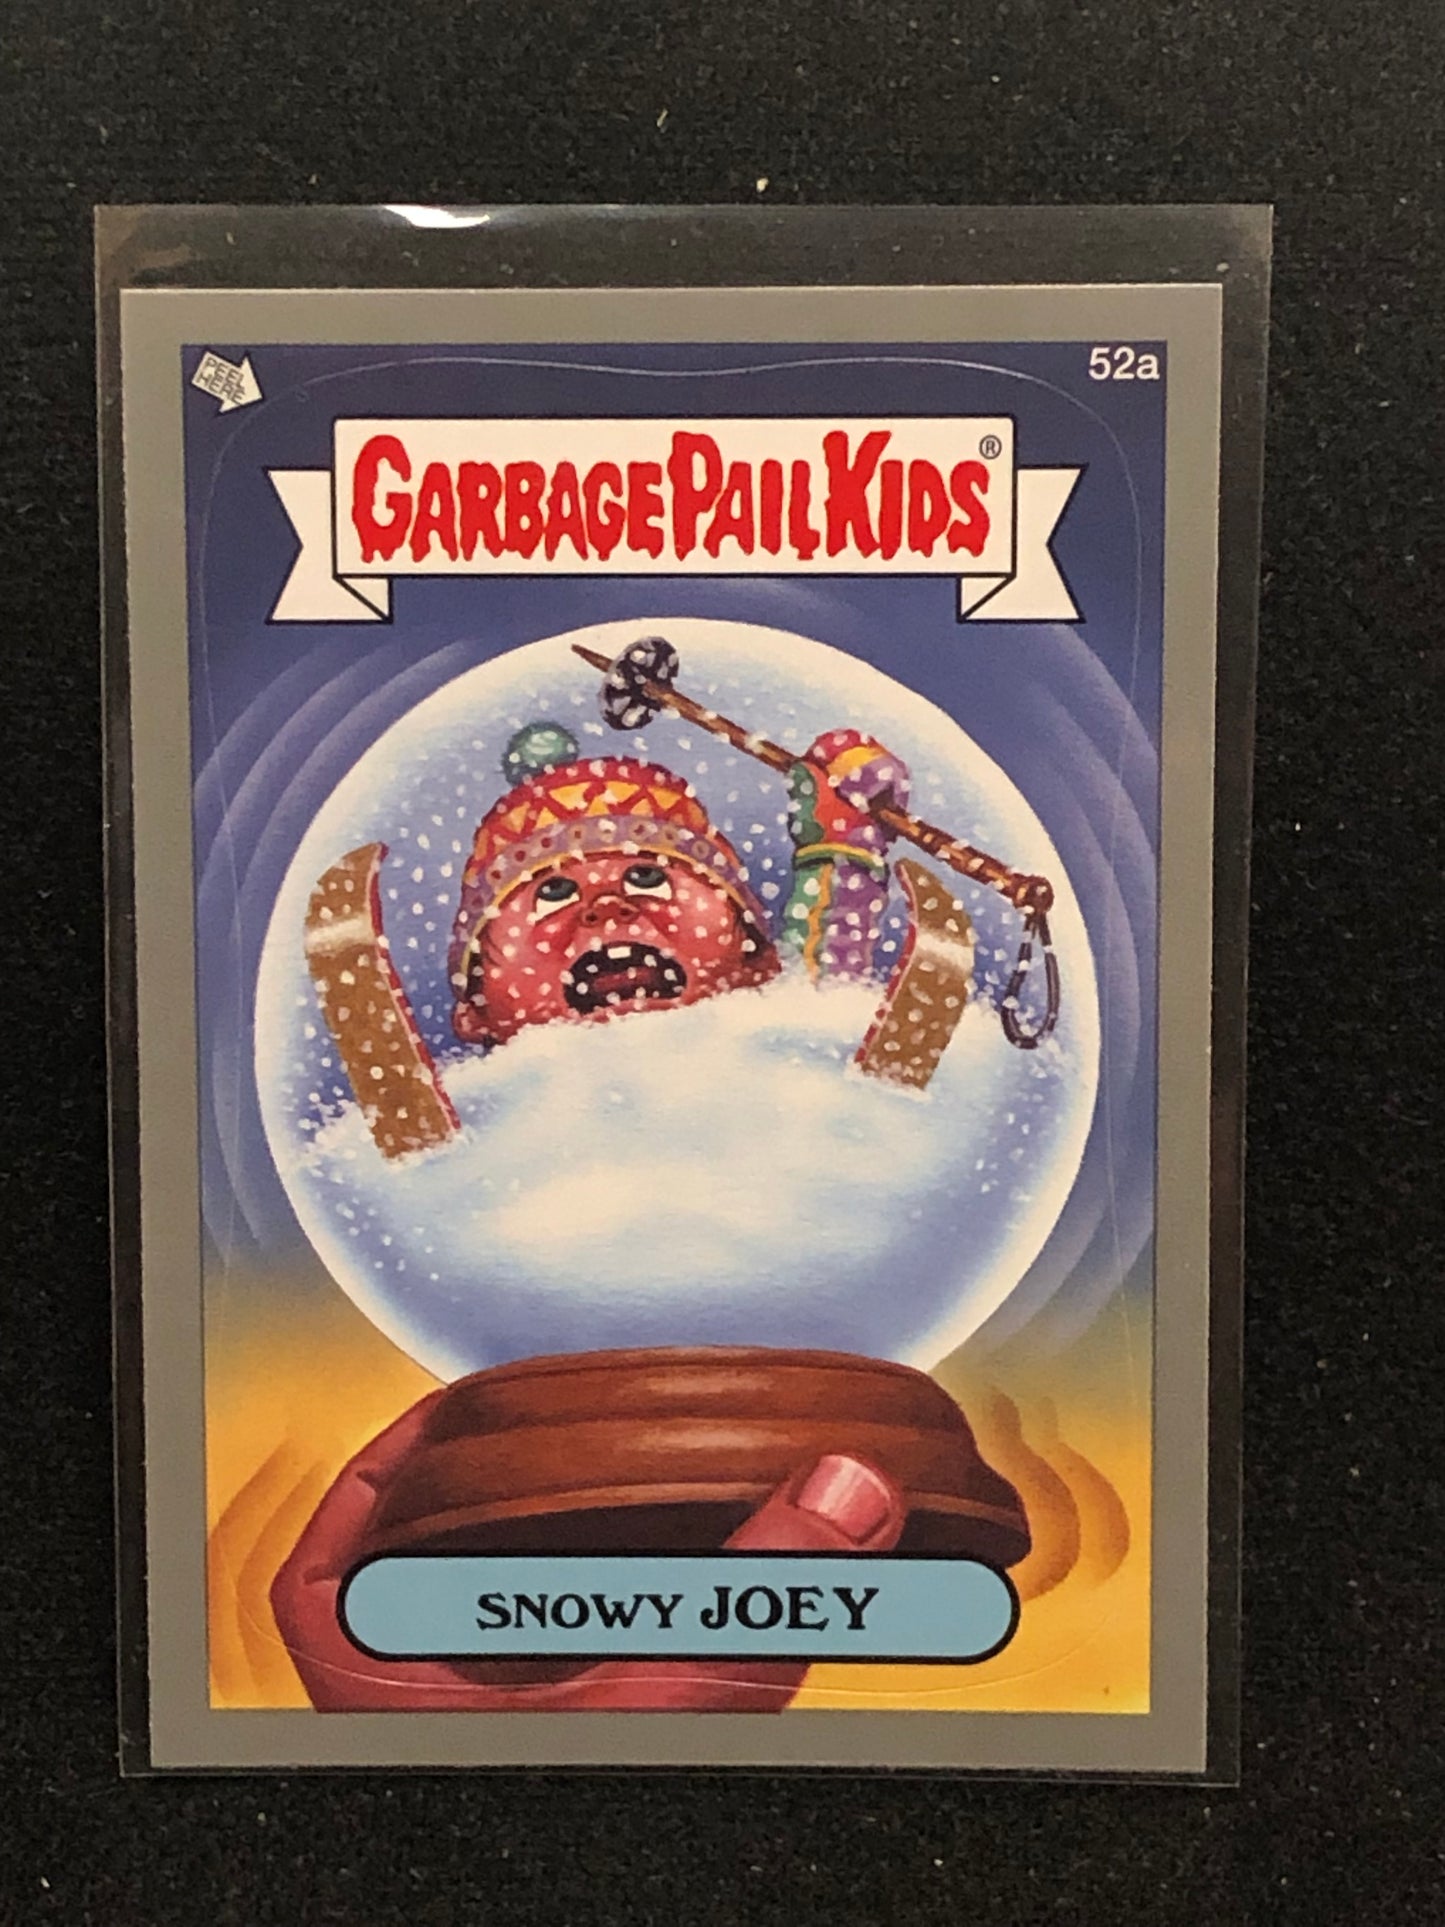 PEEL HERE
52a
GARBAGE PAIL KIDS®
SNOWY JOEY